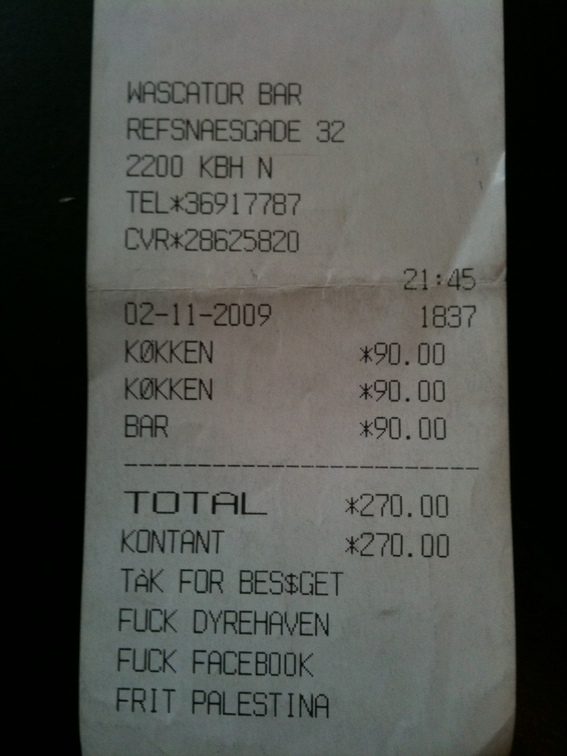 WASCATOR BAR
REFSNAESGADE 32
2200 KBH N
TEL*36917787
CVR*28625820
21:45
02-11-2009 1837
KØKKEN *90.00
KØKKEN *90.00
BAR *90.00
------------------------
TOTAL *270.00
KONTANT *270.00
TÀK FOR BES$GET
FUCK DYREHAVEN
FUCK FACEBOOK
FRIT PALESTINA